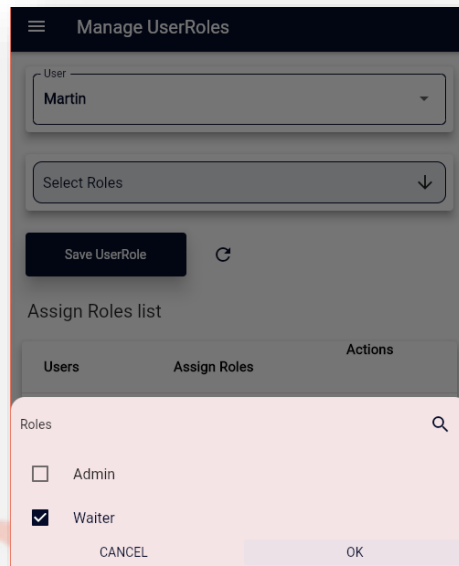 Manage UserRoles
User
Martin
Select Roles
Save UserRole
Assign Roles list
Users Assign Roles Actions
Roles
Admin
Waiter
CANCEL OK